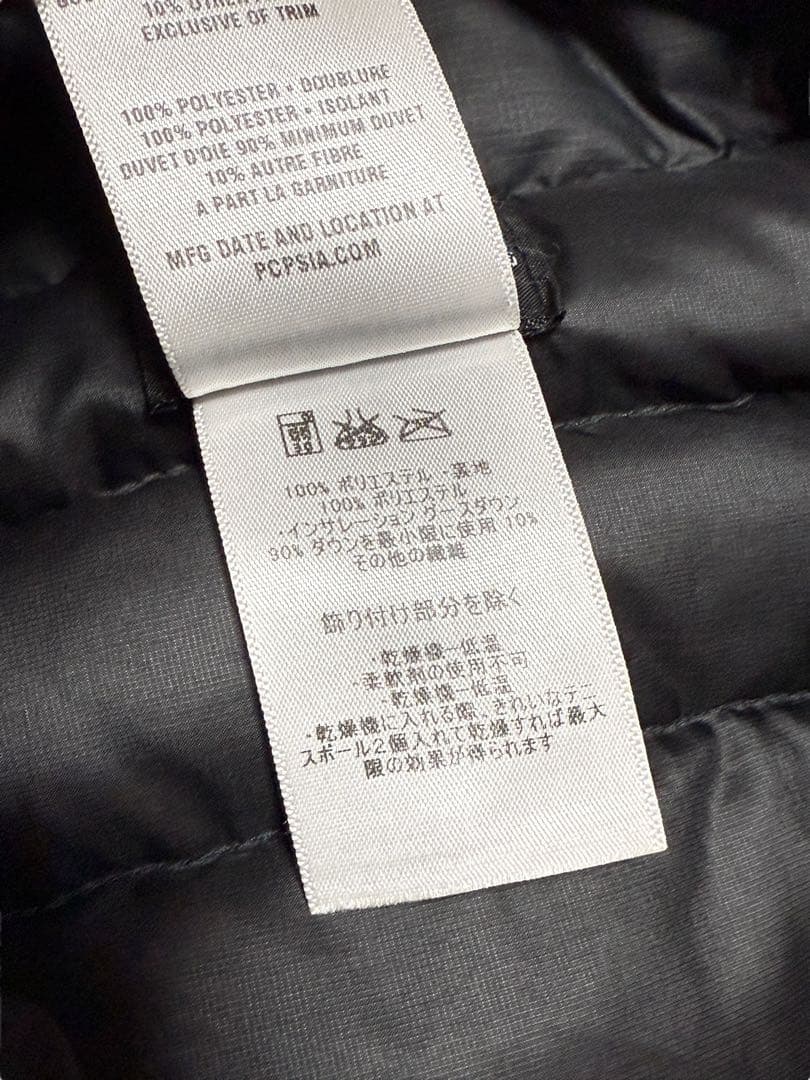 10% OTHER
EXCLUSIVE OF TRIM
100% POLYESTER • DOUBLURE
100% POLYESTER • ISOLANT
DUVET D'OIE 90% MINIMUM DUVET
10% AUTRE FIBRE
A PART LA GARNITURE
MFG DATE AND LOCATION AT
PCPSIA.COM
100% ポリエステル・裏地
100% ポリエステル
・インサレーション グースダウン
90% ダウンを最小限に使用 10%
その他の繊維
飾り付け部分を除く
・乾燥線一低温
・柔軟剤の使用不可
・乾燥線一低温
・乾燥機に入れる際、きれいなテニ
スボール2個入れて乾燥すれば最大
限の効果が得られます